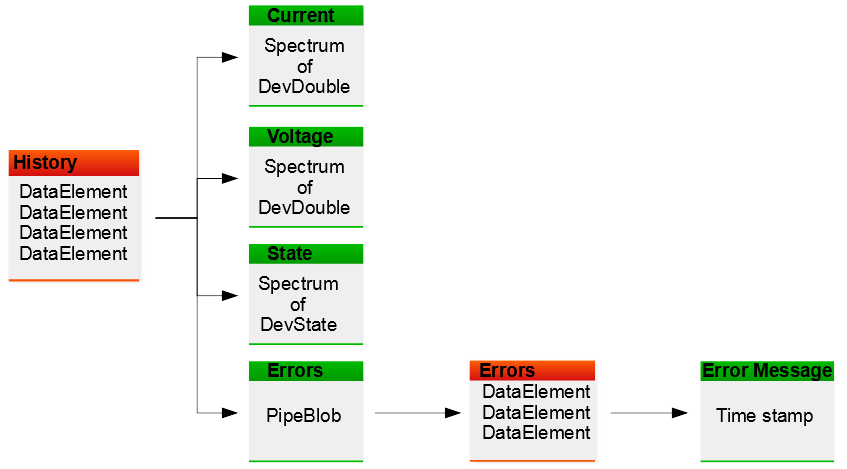 History
DataElement
DataElement
DataElement
DataElement
Current
Spectrum
of
DevDouble
Voltage
Spectrum
of
DevDouble
State
Spectrum
of
DevState
Errors
PipeBlob
Errors
DataElement
DataElement
DataElement
Error Message
Time stamp